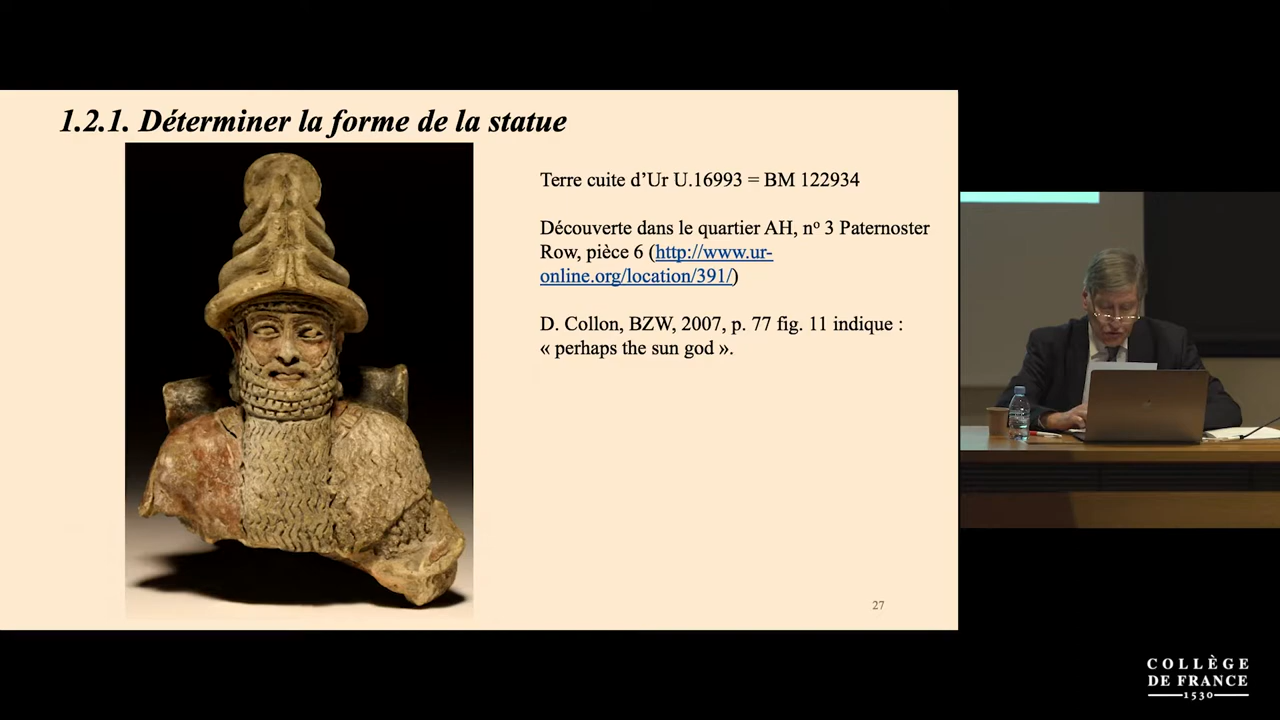 1.2.1. Déterminer la forme de la statue
Terre cuite d’Ur U.16993 = BM 122934
Découverte dans le quartier AH, nº 3 Paternoster
Row, pièce 6 (http://www.ur-
online.org/location/391/)
D. Collon, BZW, 2007, p. 77 fig. 11 indique :
« perhaps the sun god ».
27
COLLÈGE
DE FRANCE
1530